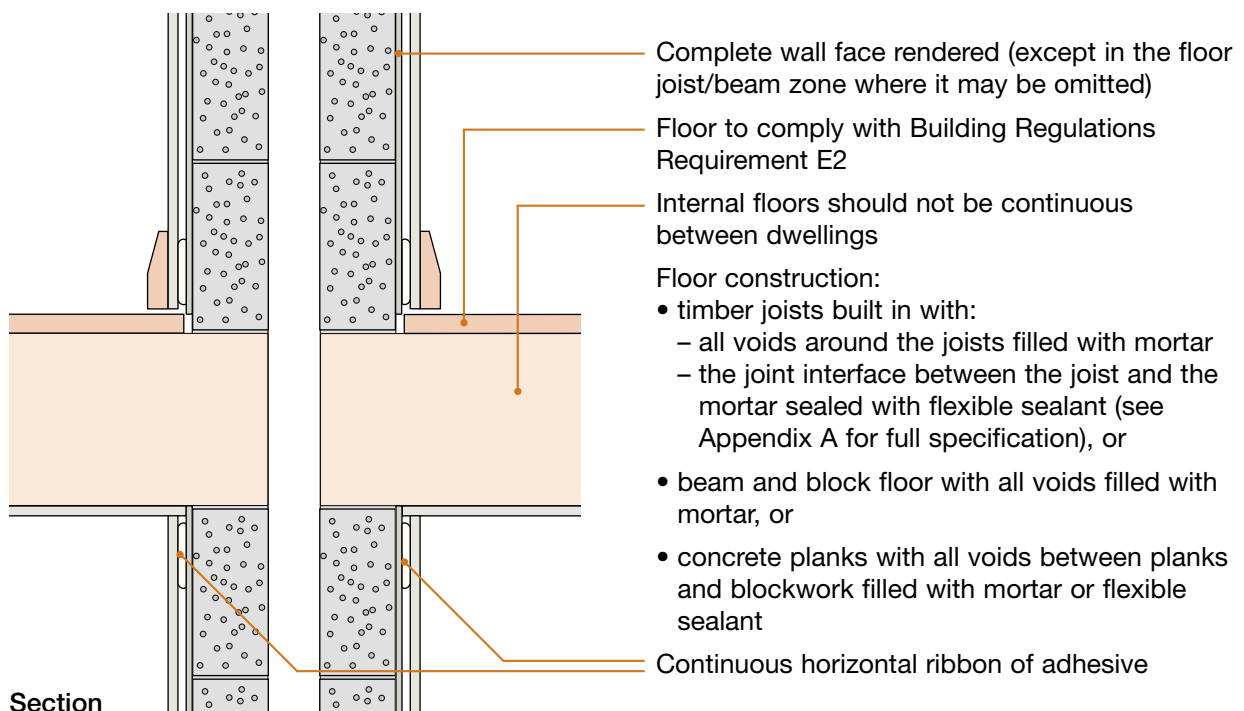 Complete wall face rendered (except in the floor
joist/beam zone where it may be omitted)
Floor to comply with Building Regulations
Requirement E2
Internal floors should not be continuous
between dwellings
Floor construction:
• timber joists built in with:
– all voids around the joists filled with mortar
– the joint interface between the joist and the
mortar sealed with flexible sealant (see
Appendix A for full specification), or
• beam and block floor with all voids filled with
mortar, or
• concrete planks with all voids between planks
and blockwork filled with mortar or flexible
sealant
Continuous horizontal ribbon of adhesive
Section